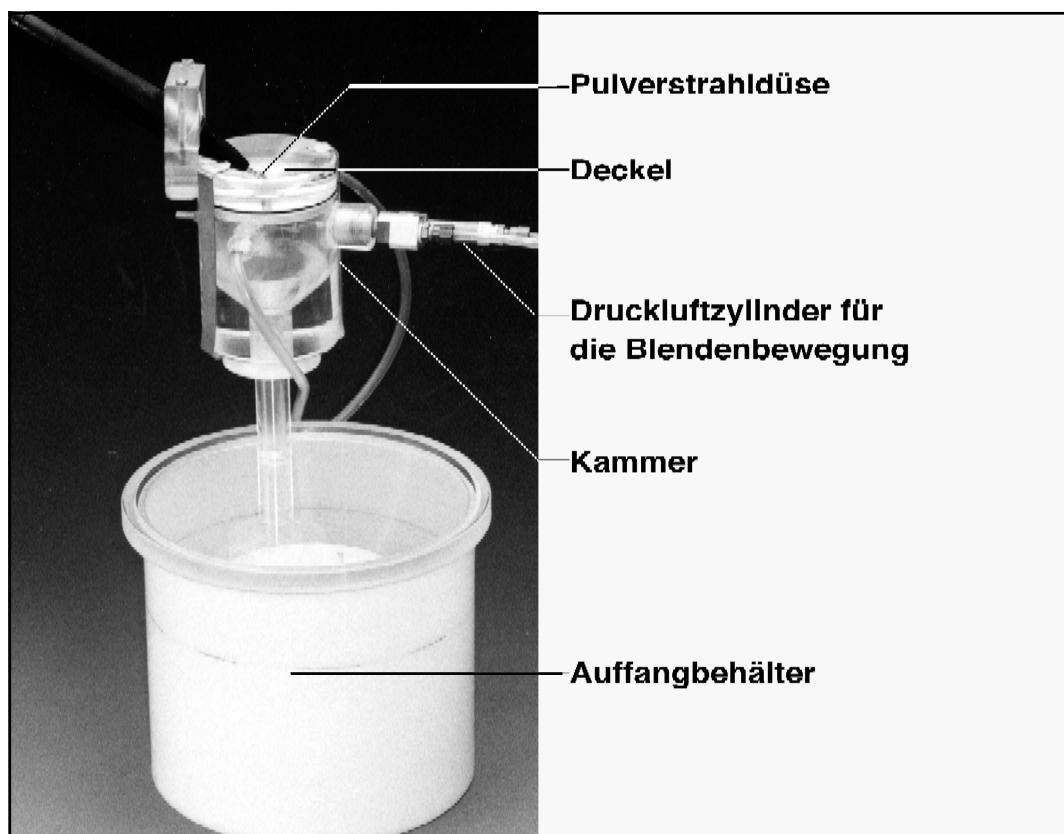 Pulverstrahldüse
Deckel
Druckluftzylinder für
die Blendenbewegung
Kammer
Auffangbehälter